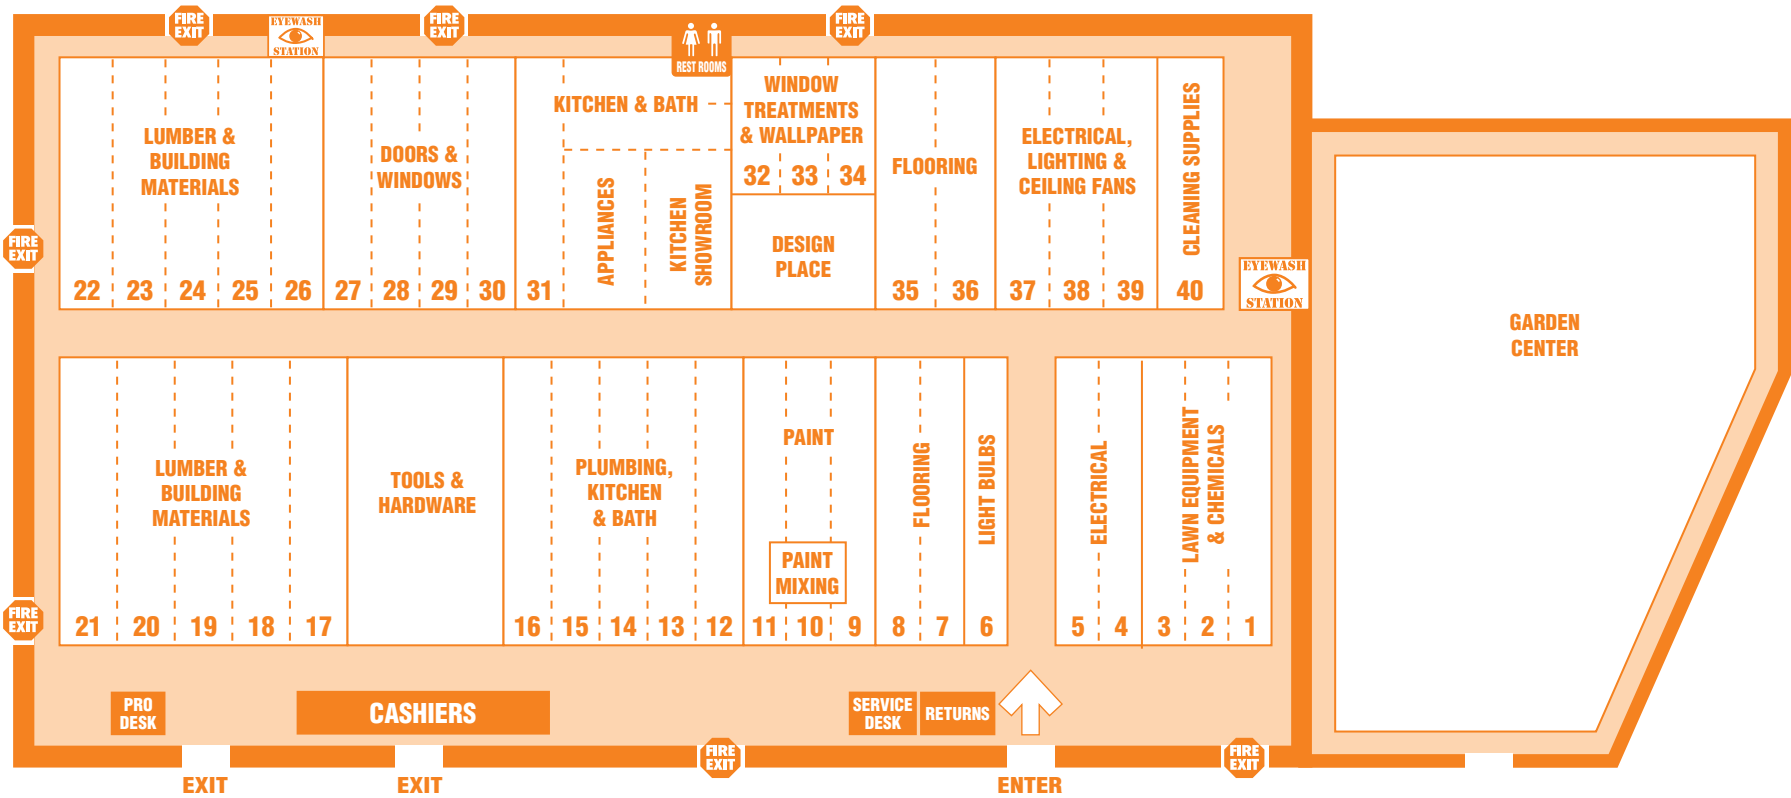 FIRE
EXIT
EYEWASH
STATION
FIRE
EXIT
REST ROOMS
FIRE
EXIT
LUMBER &
BUILDING
MATERIALS
DOORS &
WINDOWS
KITCHEN & BATH
WINDOW
TREATMENTS
& WALLPAPER
32 33 34
FLOORING
ELECTRICAL,
LIGHTING &
CEILING FANS
CLEANING SUPPLIES
APPLIANCES
KITCHEN
SHOWROOM
DESIGN
PLACE
FIRE
EXIT
EYEWASH
STATION
22 23 24 25 26 27 28 29 30 31 35 36 37 38 39 40
GARDEN
CENTER
LUMBER &
BUILDING
MATERIALS
TOOLS &
HARDWARE
PLUMBING,
KITCHEN
& BATH
PAINT
PAINT
MIXING
FLOORING
LIGHT BULBS
ELECTRICAL
LAWN EQUIPMENT
& CHEMICALS
FIRE
EXIT
21 20 19 18 17 16 15 14 13 12 11 10 9 8 7 6 5 4 3 2 1
PRO
DESK
CASHIERS
SERVICE
DESK
RETURNS
FIRE
EXIT
FIRE
EXIT
EXIT
EXIT
ENTER